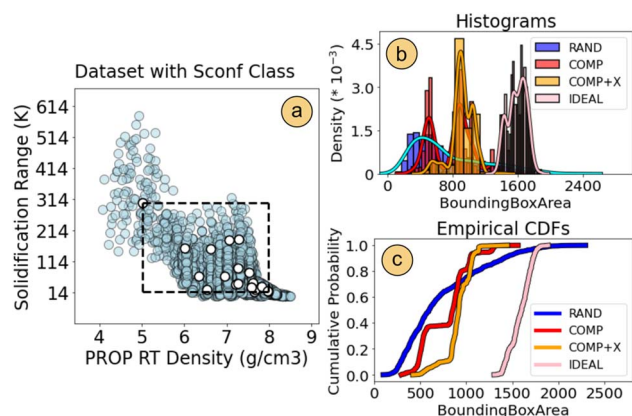 Dataset with Sconf Class
a
Solidification Range (K)
614
514
414
314
214
114
14
4
5
6
7
8
9
PROP RT Density (g/cm3)
Histograms
b
Density (* 10⁻³)
4.5
3.0
1.5
0
RAND
COMP
COMP+X
IDEAL
0
800
1600
2400
BoundingBoxArea
Empirical CDFs
c
Cumulative Probability
1.0
0.8
0.6
0.4
0.2
0.0
RAND
COMP
COMP+X
IDEAL
0
500
1000
1500
2000
2500
BoundingBoxArea